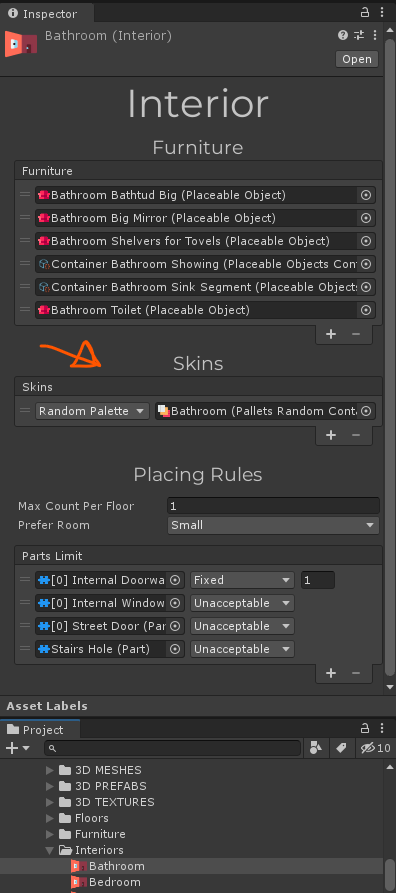 Inspector
Bathroom (Interior)
Open
Interior
Furniture
Furniture
Bathroom Bathtud Big (Placeable Object)
Bathroom Big Mirror (Placeable Object)
Bathroom Shelvers for Tovels (Placeable Object)
Container Bathroom Showing (Placeable Objects Con
Container Bathroom Sink Segment (Placeable Object
Bathroom Toilet (Placeable Object)
Skins
Skins
Random Palette Bathroom (Pallets Random Conta
Placing Rules
Max Count Per Floor 1
Prefer Room Small
Parts Limit
[0] Internal Doorwa Fixed 1
[0] Internal Window Unacceptable
[0] Street Door (Par Unacceptable
Stairs Hole (Part) Unacceptable
Asset Labels
Project
10
3D MESHES
3D PREFABS
3D TEXTURES
Floors
Furniture
Interiors
Bathroom
Bedroom